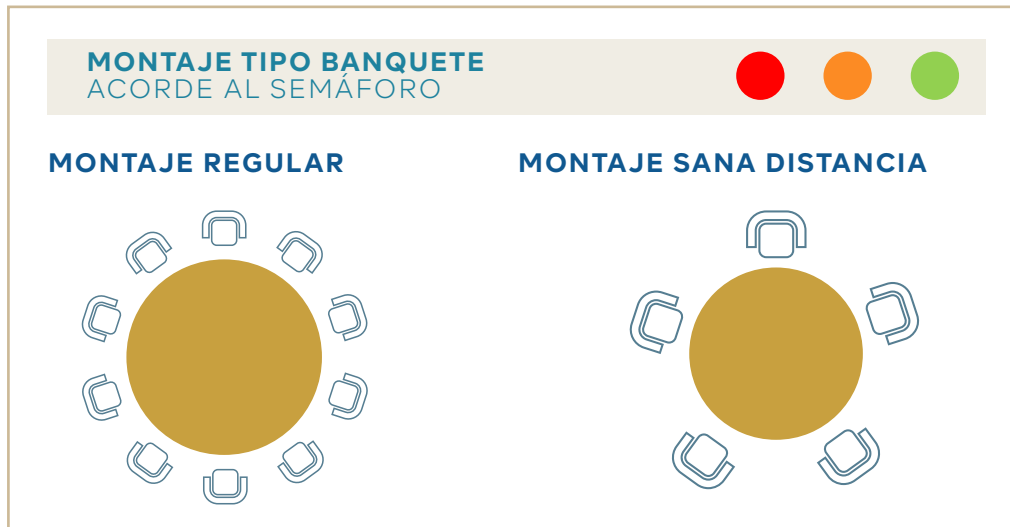 MONTAJE TIPO BANQUETE
ACORDE AL SEMÁFORO
MONTAJE REGULAR
MONTAJE SANA DISTANCIA